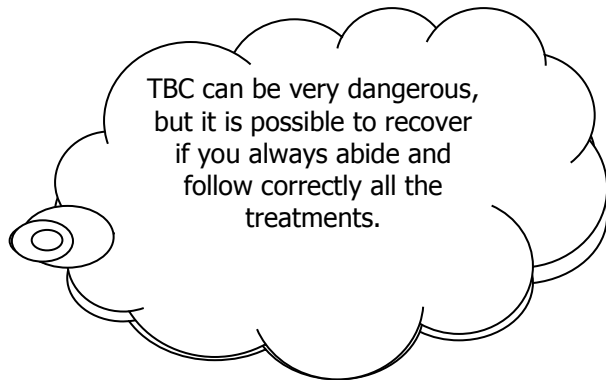 TBC can be very dangerous,
but it is possible to recover
if you always abide and
follow correctly all the
treatments.